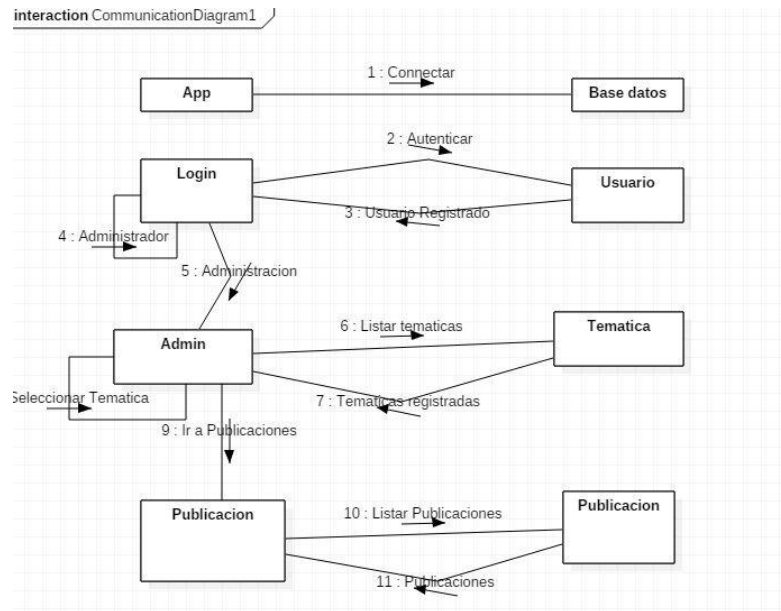 interaction CommunicationDiagram1
1 : Connectar
App
Base datos
2 : Autenticar
Login
Usuario
3 : Usuario Registrado
4 : Administrador
5 : Administracion
6 : Listar tematicas
Tematica
Admin
Seleccionar Tematica
7 : Tematicas registradas
9 : Ir a Publicaciones
Publicacion
10 : Listar Publicaciones
Publicacion
11 : Publicaciones